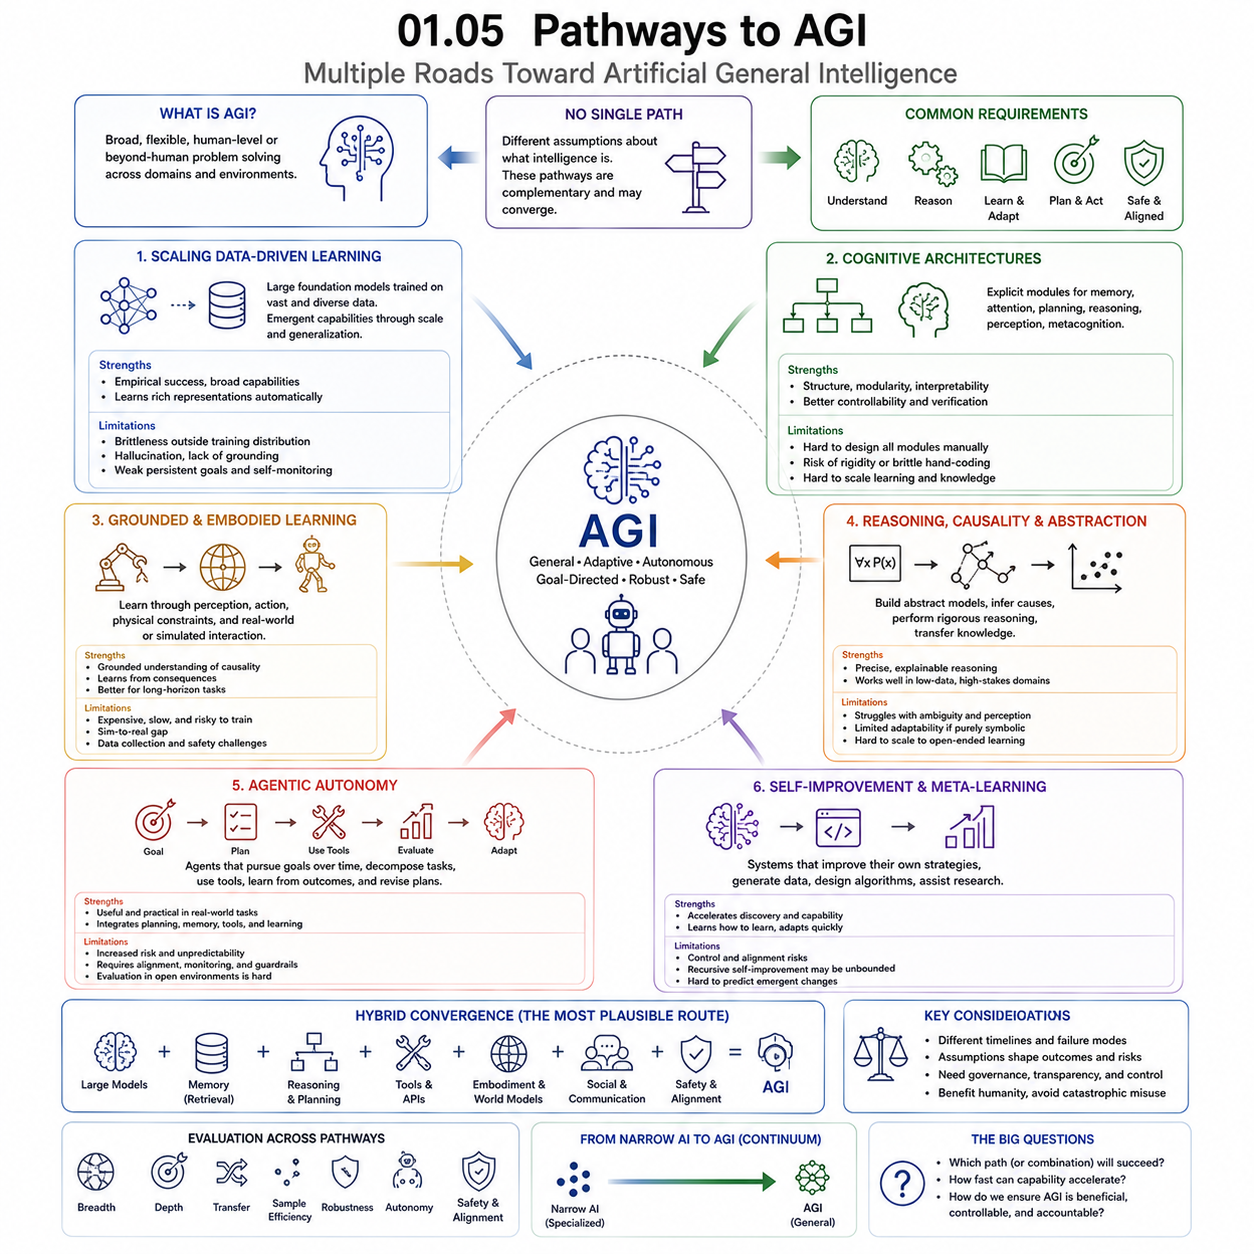 01.05 Pathways to AGI
Multiple Roads Toward Artificial General Intelligence
WHAT IS AGI?
Broad, flexible, human-level or
beyond-human problem solving
across domains and environments.
NO SINGLE PATH
Different assumptions about
what intelligence is.
These pathways are
complementary and may
converge.
COMMON REQUIREMENTS
Understand
Reason
Learn &
Adapt
Plan & Act
Safe &
Aligned
1. SCALING DATA-DRIVEN LEARNING
Large foundation models trained on
vast and diverse data.
Emergent capabilities through scale
and generalization.
Strengths
• Empirical success, broad capabilities
• Learns rich representations automatically
Limitations
• Brittleness outside training distribution
• Hallucination, lack of grounding
• Weak persistent goals and self-monitoring
2. COGNITIVE ARCHITECTURES
Explicit modules for memory,
attention, planning, reasoning,
perception, metacognition.
Strengths
• Structure, modularity, interpretability
• Better controllability and verification
Limitations
• Hard to design all modules manually
• Risk of rigidity or brittle hand-coding
• Hard to scale learning and knowledge
AGI
General • Adaptive • Autonomous
Goal-Directed • Robust • Safe
3. GROUNDED & EMBODIED LEARNING
Learn through perception, action,
physical constraints, and real-world
or simulated interaction.
Strengths
• Grounded understanding of causality
• Learns from consequences
• Better for long-horizon tasks
Limitations
• Expensive, slow, and risky to train
• Sim-to-real gap
• Data collection and safety challenges
4. REASONING, CAUSALITY & ABSTRACTION
∀x P(x)
Build abstract models, infer causes,
perform rigorous reasoning,
transfer knowledge.
Strengths
• Precise, explainable reasoning
• Works well in low-data, high-stakes domains
Limitations
• Struggles with ambiguity and perception
• Limited adaptability if purely symbolic
• Hard to scale to open-ended learning
5. AGENTIC AUTONOMY
Goal
Plan
Use Tools
Evaluate
Adapt
Agents that pursue goals over time, decompose tasks,
use tools, learn from outcomes, and revise plans.
Strengths
• Useful and practical in real-world tasks
• Integrates planning, memory, tools, and learning
Limitations
• Increased risk and unpredictability
• Requires alignment, monitoring, and guardrails
• Evaluation in open environments is hard
6. SELF-IMPROVEMENT & META-LEARNING
</>
Systems that improve their own strategies,
generate data, design algorithms, assist research.
Strengths
• Accelerates discovery and capability
• Learns how to learn, adapts quickly
Limitations
• Control and alignment risks
• Recursive self-improvement may be unbounded
• Hard to predict emergent changes
HYBRID CONVERGENCE (THE MOST PLAUSIBLE ROUTE)
Large Models
+
Memory
(Retrieval)
+
Reasoning
& Planning
+
Tools &
APIs
+
Embodiment &
World Models
+
Social &
Communication
+
Safety &
Alignment
=
AGI
KEY CONSIDEIOATIOЛS
• Different timelines and failure modes
• Assumptions shape outcomes and risks
• Need governance, transparency, and control
• Benefit humanity, avoid catastrophic misuse
EVALUATION ACROSS PATHWAYS
Breadth
Depth
Transfer
Sample
Efficiency
Robustness
Autonomy
Safety &
Alignment
FROM NARROW AI TO AGI (CONTINUUM)
Narrow AI
(Specialized)
AGI
(General)
THE BIG QUESTIONS
?
• Which path (or combination) will succeed?
• How fast can capability accelerate?
• How do we ensure AGI is beneficial,
controllable, and accountable?